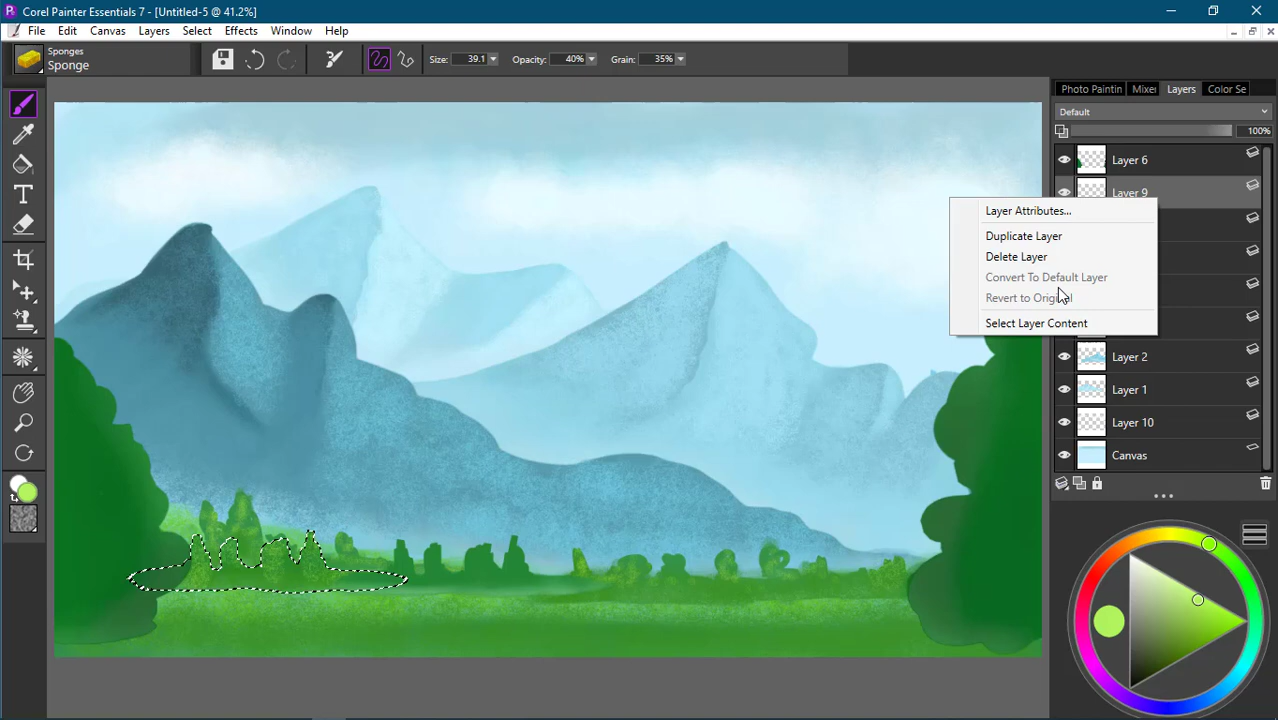 Corel Painter Essentials 7 - [Untitled-5 @ 41.2%]
File Edit Canvas Layers Select Effects Window Help
Sponges
Sponge
Size: 39.1 Opacity: 40% Grain: 35%
Photo Paintin Mixer Layers Color Se
Default
100%
Layer 6
Layer 9
Layer Attributes...
Duplicate Layer
Delete Layer
Convert To Default Layer
Revert to Original
Select Layer Content
Layer 2
Layer 1
Layer 10
Canvas